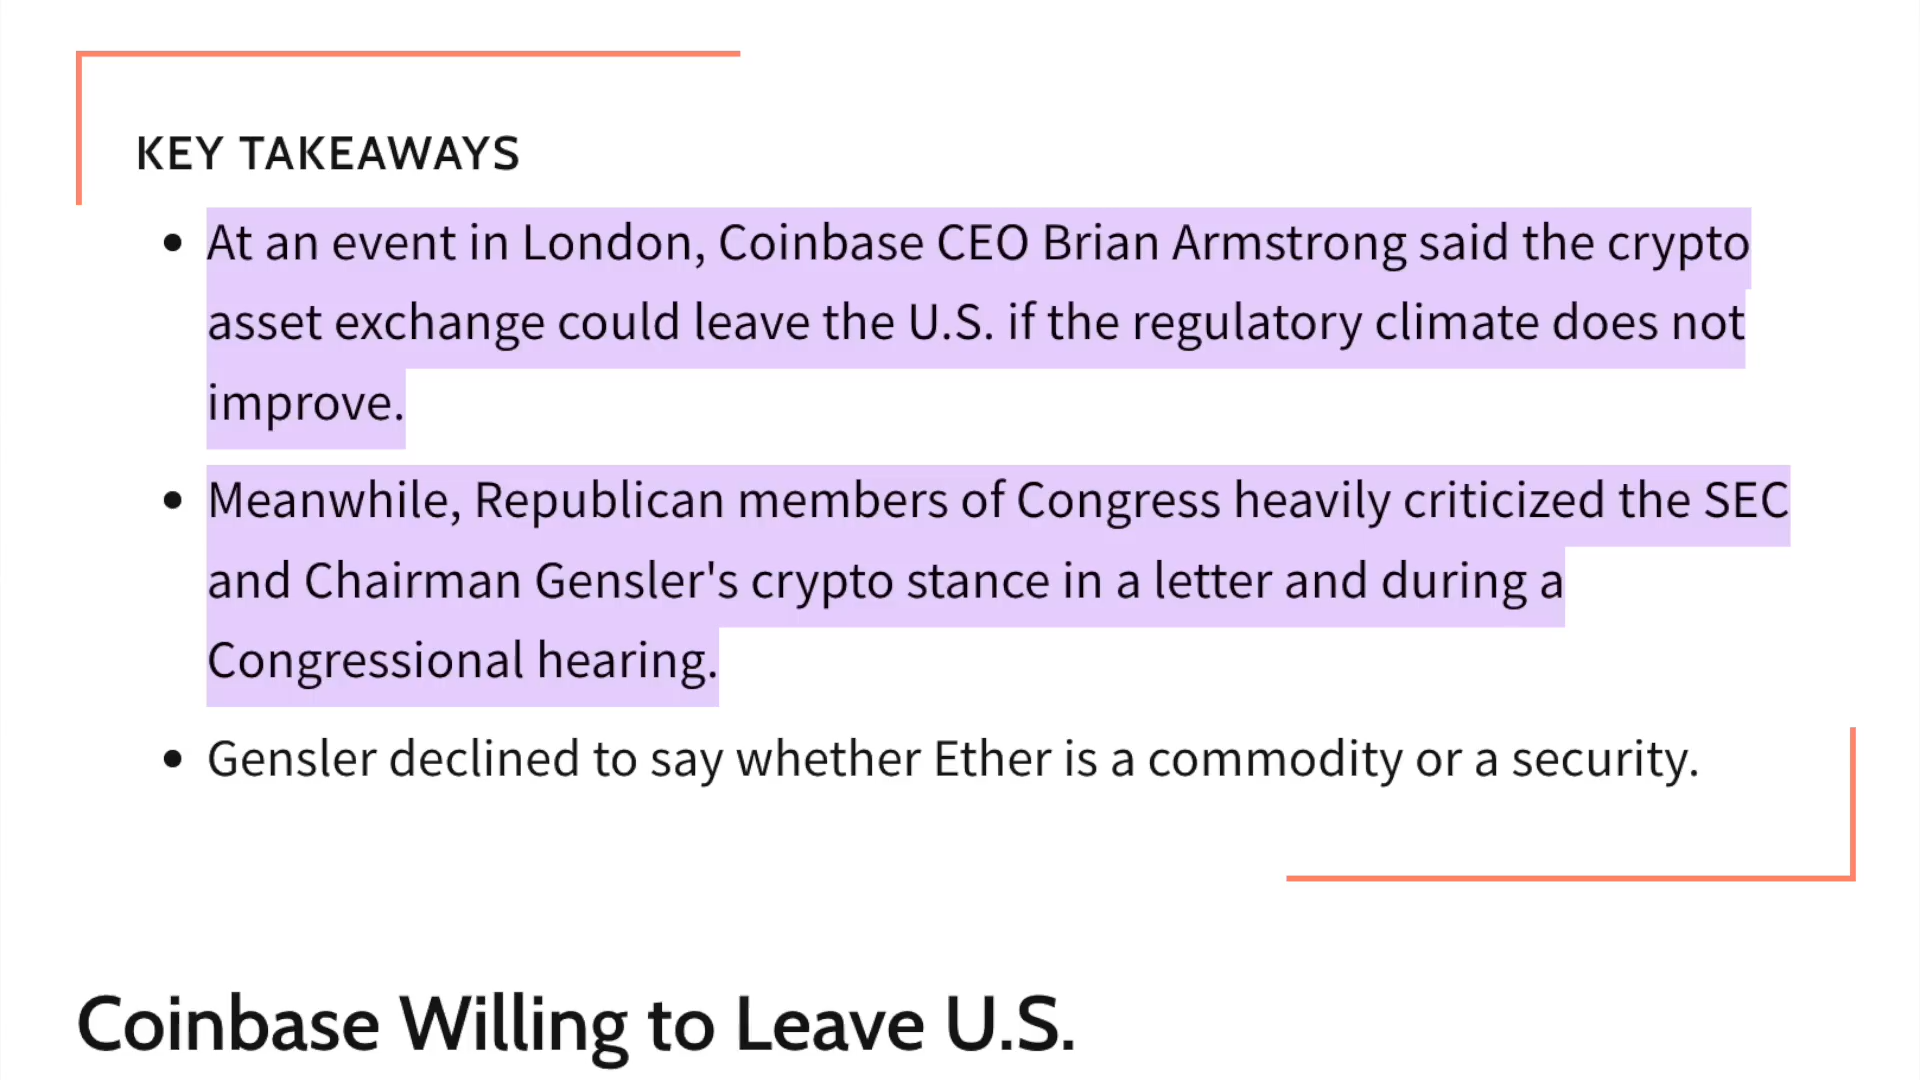 KEY TAKEAWAYS
At an event in London, Coinbase CEO Brian Armstrong said the crypto
asset exchange could leave the U.S. if the regulatory climate does not
improve.
Meanwhile, Republican members of Congress heavily criticized the SEC
and Chairman Gensler's crypto stance in a letter and during a
Congressional hearing.
Gensler declined to say whether Ether is a commodity or a security.
Coinbase Willing to Leave U.S.